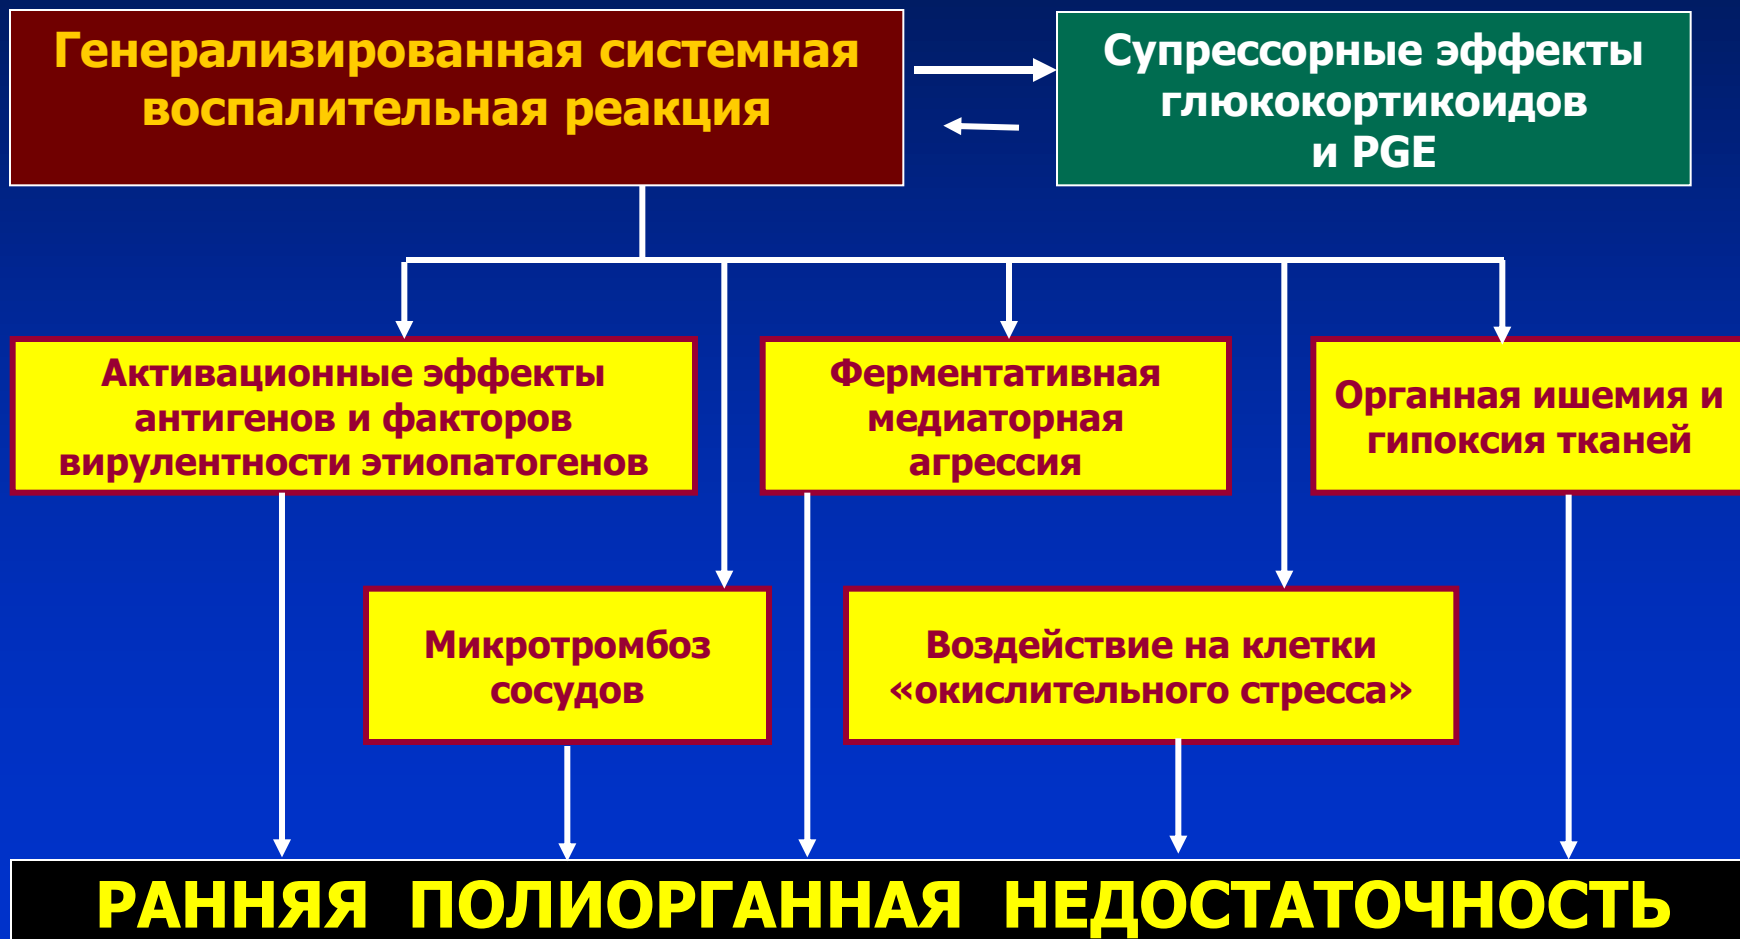 Генерализированная системная
воспалительная реакция
Супрессорные эффекты
глюкокортикоидов
и PGE
Активационные эффекты
антигенов и факторов
вирулентности этиопатогенов
Ферментативная
медиаторная
агрессия
Органная ишемия и
гипоксия тканей
Микротромбоз
сосудов
Воздействие на клетки
«окислительного стресса»
РАННЯЯ ПОЛИОРГАННАЯ НЕДОСТАТОЧНОСТЬ